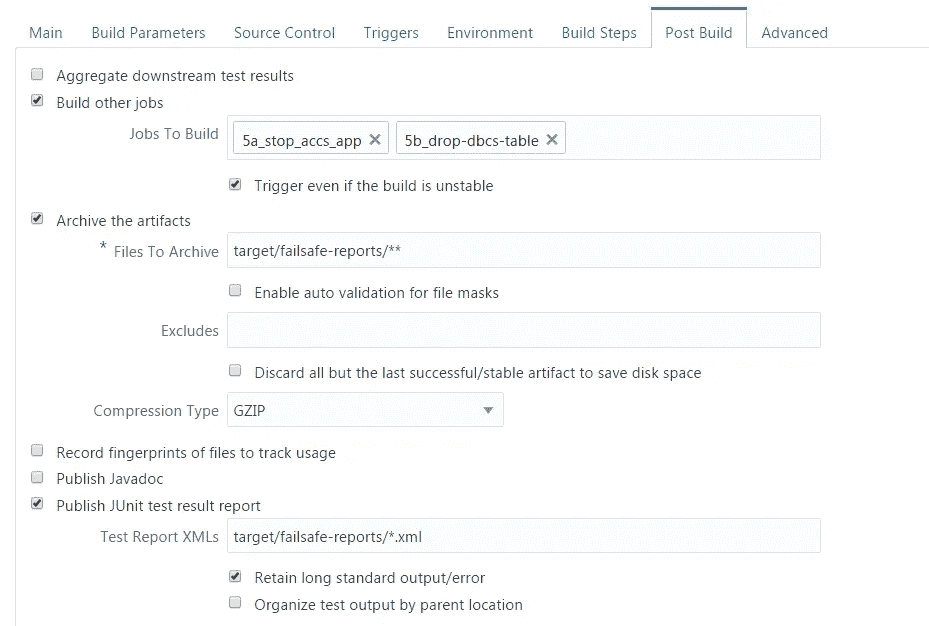 Main Build Parameters Source Control Triggers Environment Build Steps Post Build Advanced
Aggregate downstream test results
Build other jobs
Jobs To Build 5a_stop_accs_app 5b_drop-dbcs-table
Trigger even if the build is unstable
Archive the artifacts
* Files To Archive target/failsafe-reports/**
Enable auto validation for file masks
Excludes
Discard all but the last successful/stable artifact to save disk space
Compression Type GZIP
Record fingerprints of files to track usage
Publish Javadoc
Publish JUnit test result report
Test Report XMLs target/failsafe-reports/*.xml
Retain long standard output/error
Organize test output by parent location